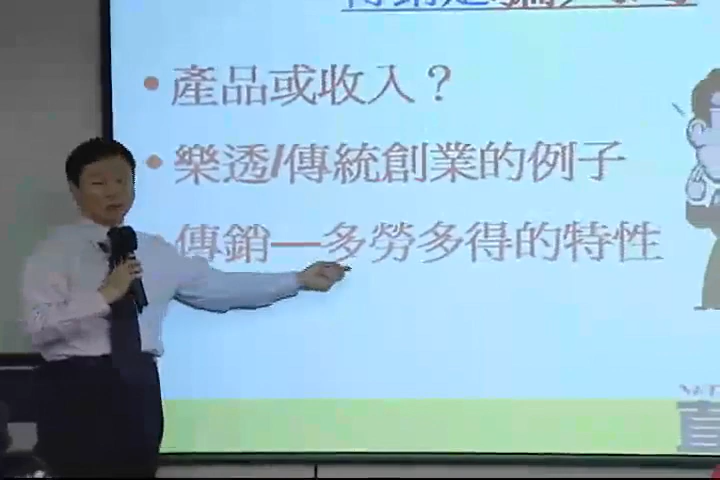 產品或收入？
樂透/傳統創業的例子
傳銷—多勞多得的特性
直